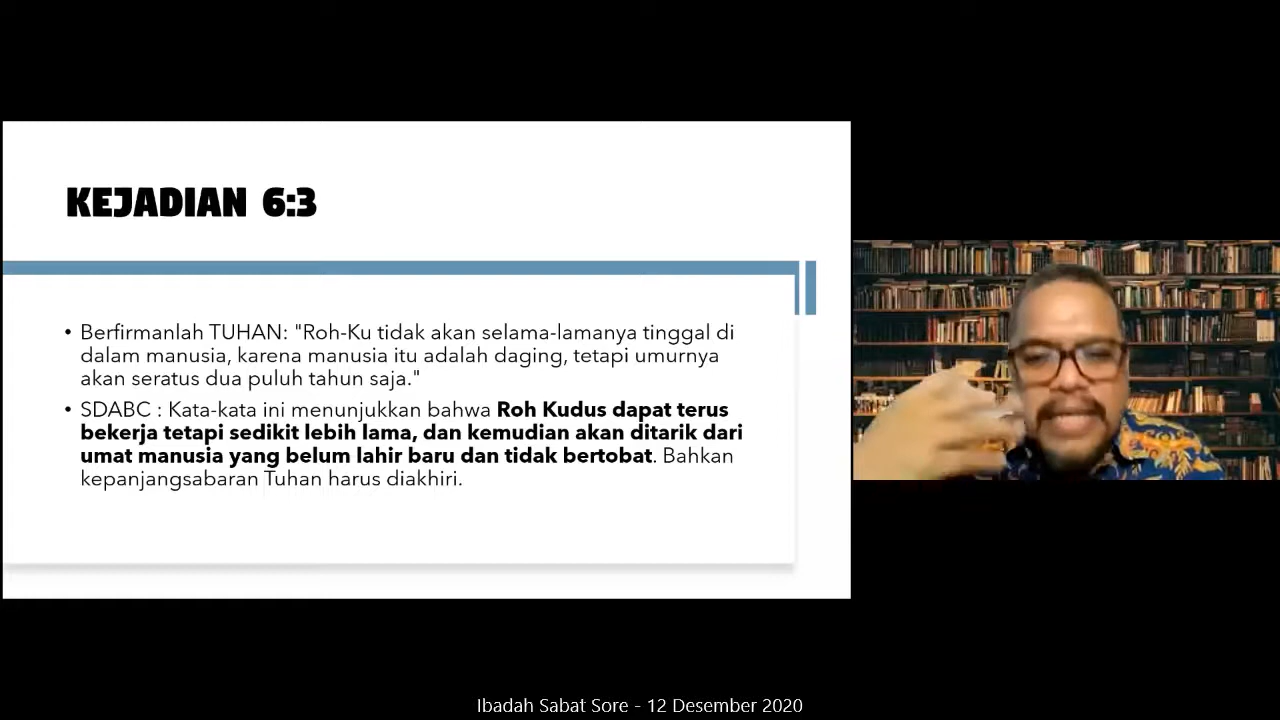 KEJADIAN 6:3
• Berfirmanlah TUHAN: "Roh-Ku tidak akan selama-lamanya tinggal di
dalam manusia, karena manusia itu adalah daging, tetapi umurnya
akan seratus dua puluh tahun saja."
• SDABC : Kata-kata ini menunjukkan bahwa Roh Kudus dapat terus
bekerja tetapi sedikit lebih lama, dan kemudian akan ditarik dari
umat manusia yang belum lahir baru dan tidak bertobat. Bahkan
kepanjangsabaran Tuhan harus diakhiri.
Ibadah Sabat Sore - 12 Desember 2020